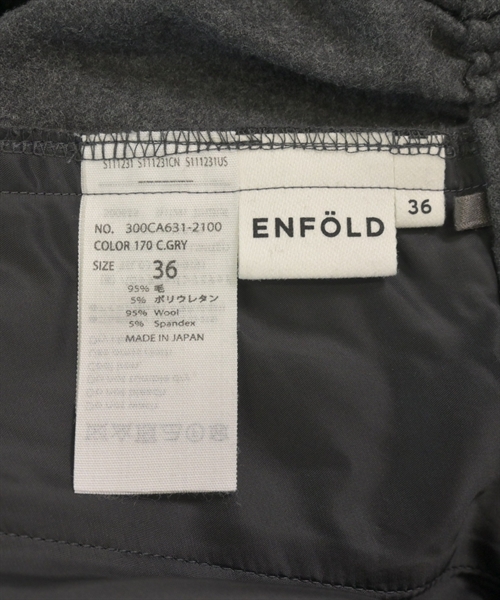 S111231 S111231CN S111231US
NO. 300CA631-2100
COLOR 170 C.GRY
SIZE 36
95% 毛
5% ポリウレタン
95% Wool
5% Spandex
MADE IN JAPAN
ENFÖLD
36